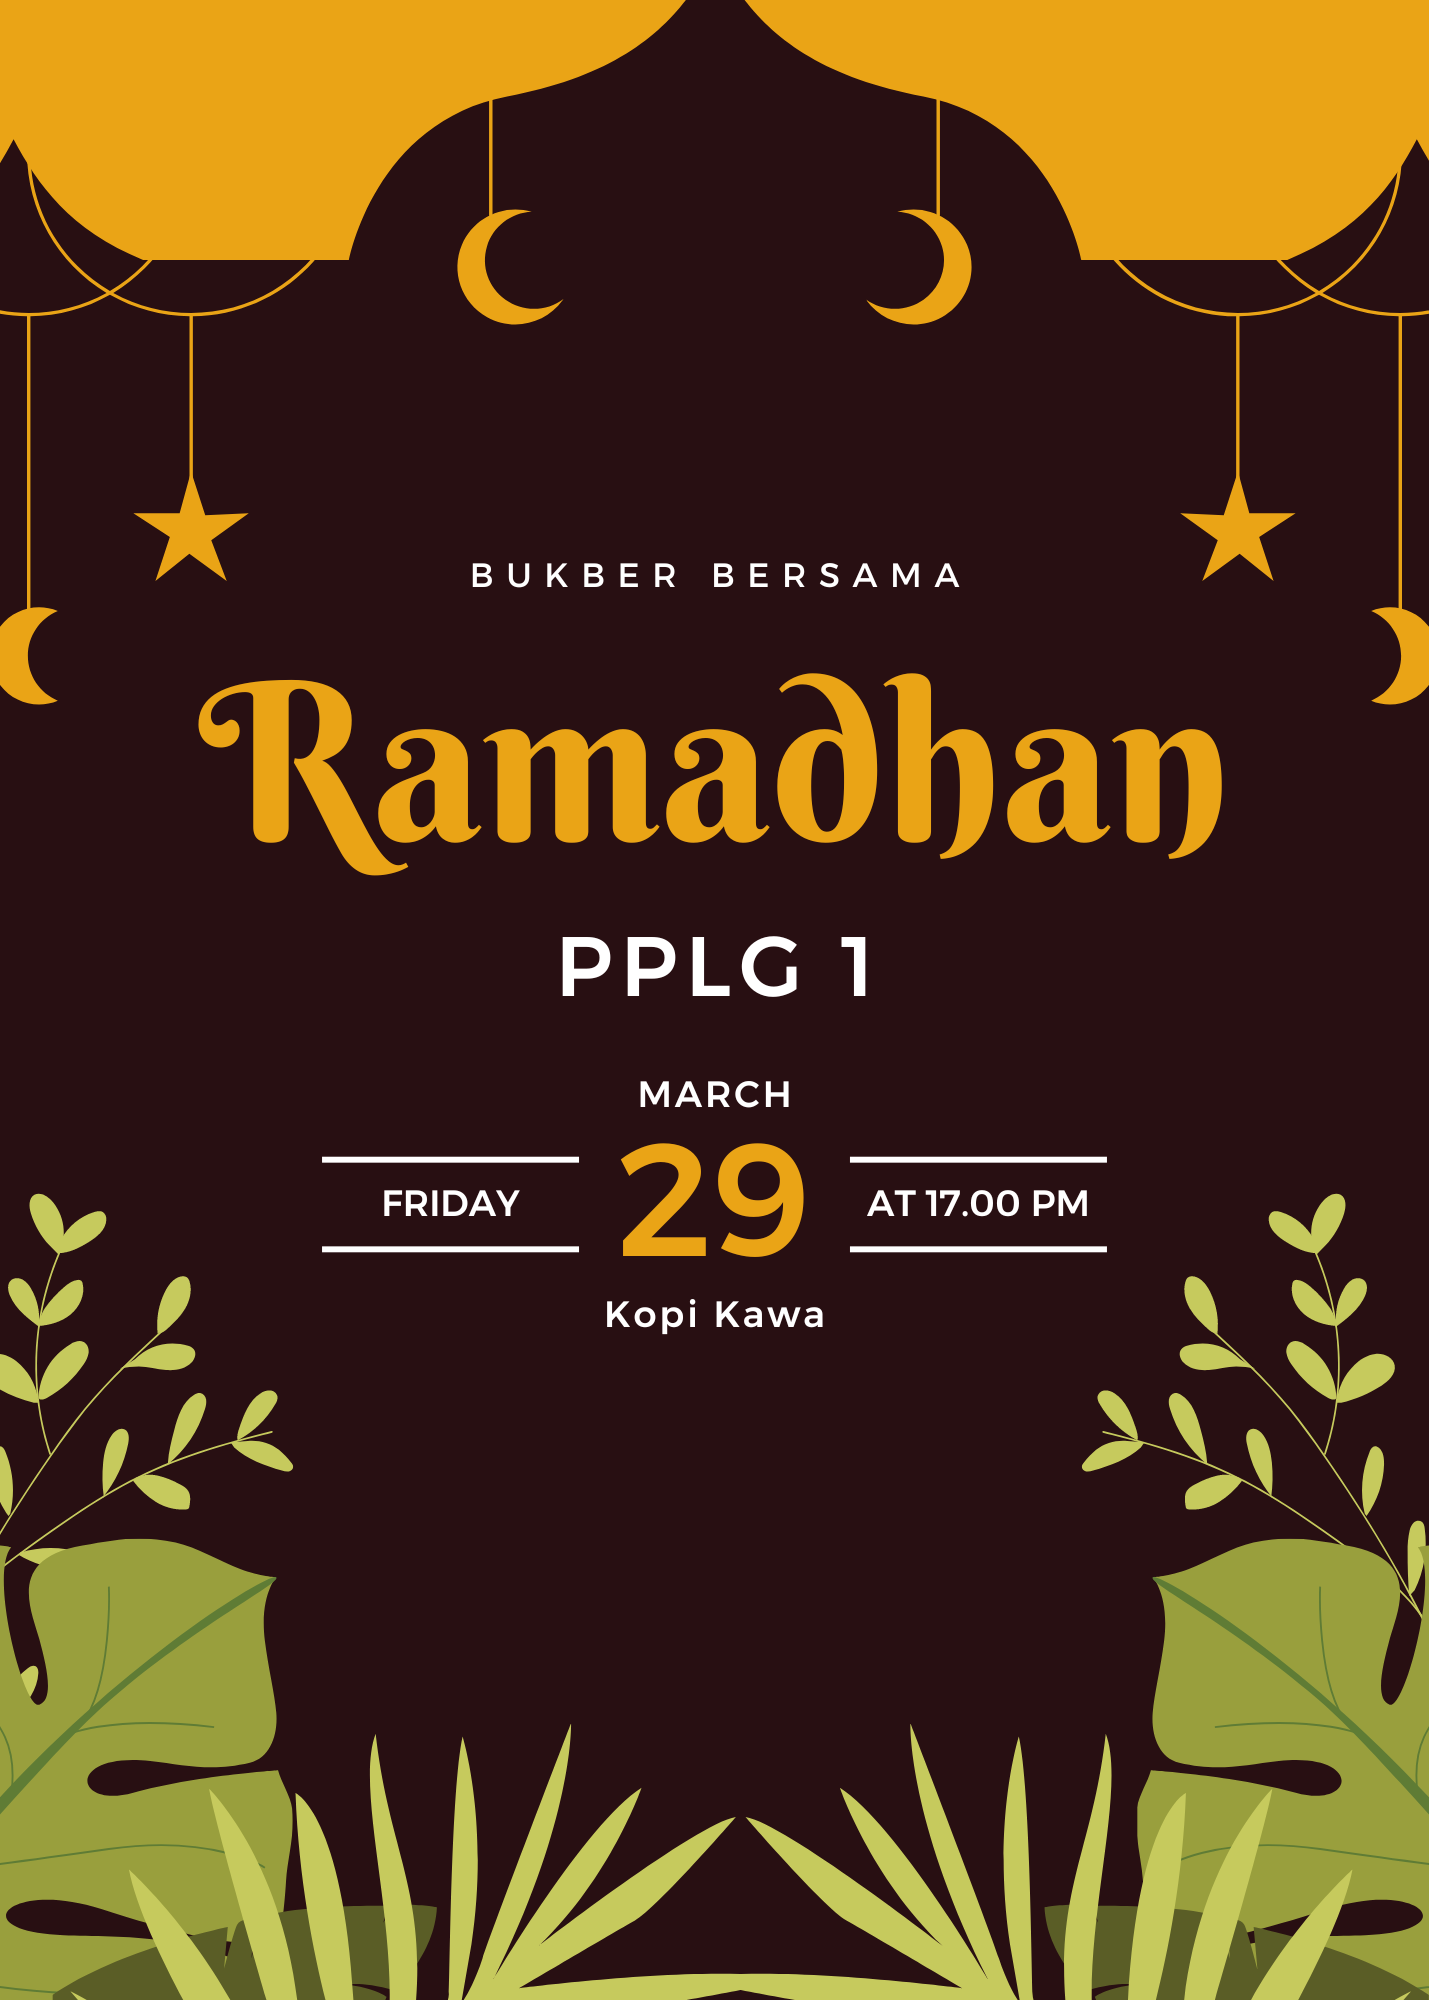 BUKBER BERSAMA
Ramadhan
PPLG 1
MARCH
FRIDAY
29
AT 17.00 PM
Kopi Kawa